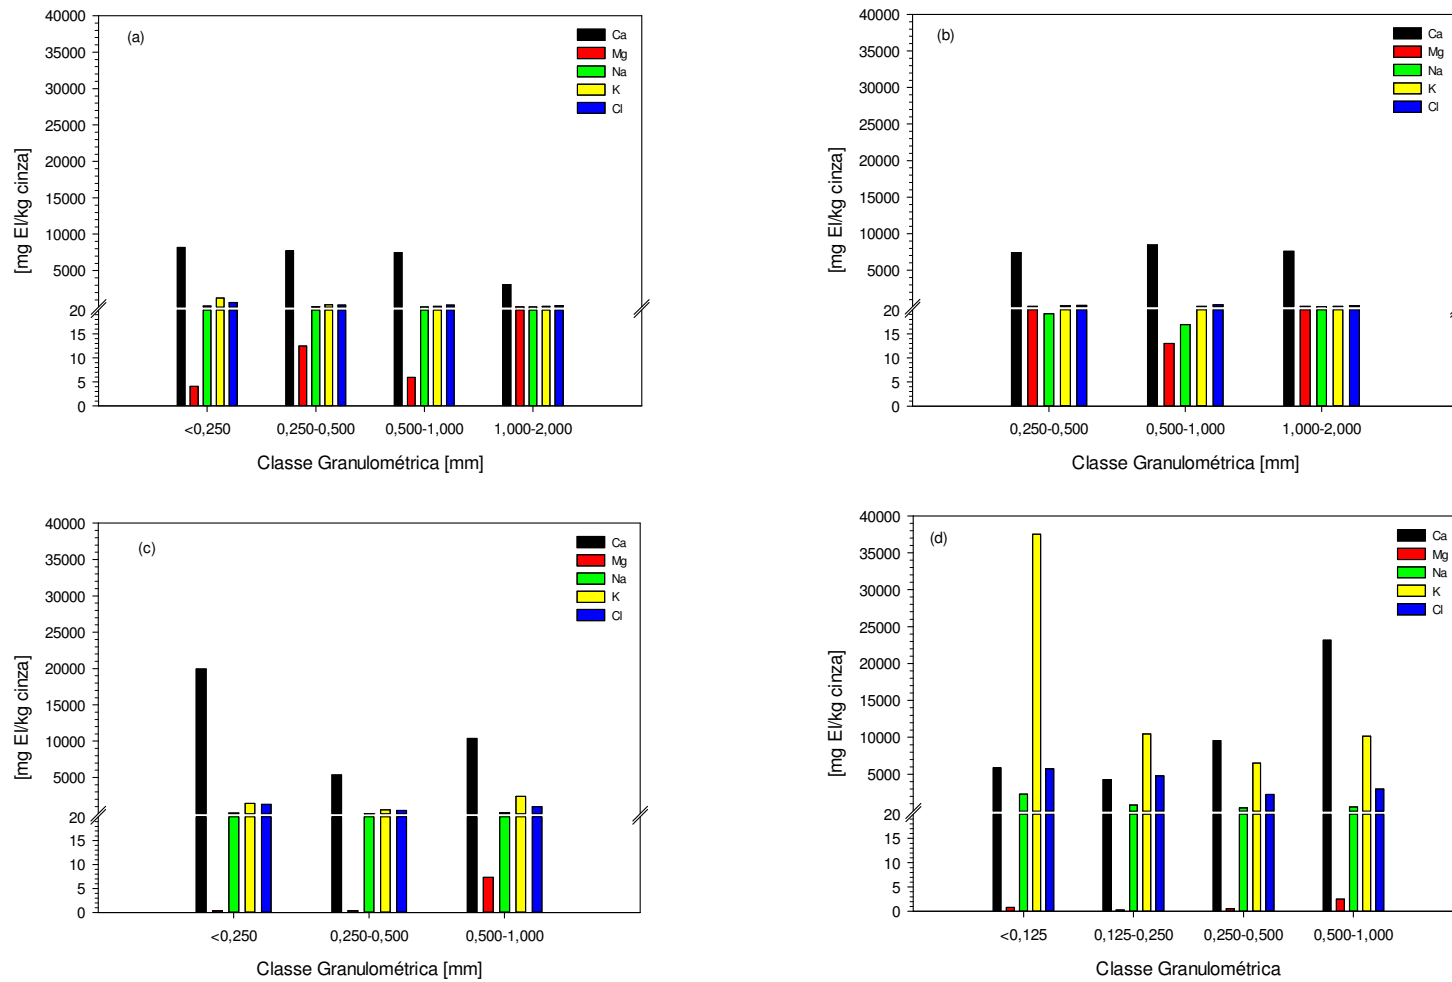 (a)
40000
35000
30000
25000
20000
15000
10000
5000
20
15
10
5
0
[mg El/kg cinza]
Ca
Mg
Na
K
Cl
<0,250 0,250-0,500 0,500-1,000 1,000-2,000
Classe Granulométrica [mm]
(b)
40000
35000
30000
25000
20000
15000
10000
5000
20
15
10
5
0
[mg El/kg cinza]
Ca
Mg
Na
K
Cl
0,250-0,500 0,500-1,000 1,000-2,000
Classe Granulométrica [mm]
(c)
40000
35000
30000
25000
20000
15000
10000
5000
20
15
10
5
0
[mg El/kg cinza]
Ca
Mg
Na
K
Cl
<0,250 0,250-0,500 0,500-1,000
Classe Granulométrica [mm]
(d)
40000
35000
30000
25000
20000
15000
10000
5000
20
15
10
5
0
[mg El/kg cinza]
Ca
Mg
Na
K
Cl
<0,125 0,125-0,250 0,250-0,500 0,500-1,000
Classe Granulométrica